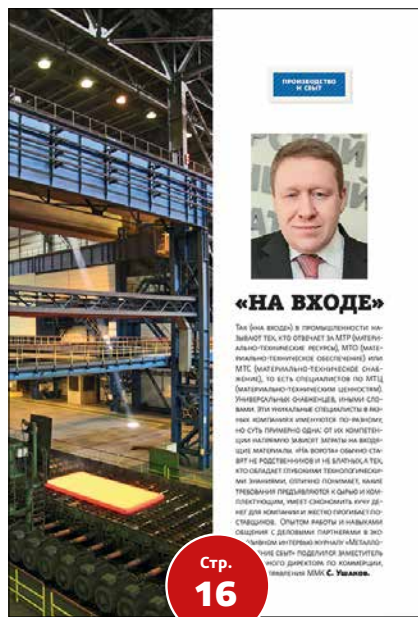 ПРОИЗВОДСТВО
И СБЫТ
«НА ВХОДЕ»
ТАК («НА ВХОДЕ») В ПРОМЫШЛЕННОСТИ НА-
ЗЫВАЮТ ТЕХ, КТО ОТВЕЧАЕТ ЗА МТР (МАТЕРИ-
АЛЬНО-ТЕХНИЧЕСКИЕ РЕСУРСЫ), МТО (МАТЕ-
РИАЛЬНО-ТЕХНИЧЕСКОЕ ОБЕСПЕЧЕНИЕ) ИЛИ
МТС (МАТЕРИАЛЬНО-ТЕХНИЧЕСКОЕ СНАБ-
ЖЕНИЕ), ТО ЕСТЬ СПЕЦИАЛИСТОВ ПО МТЦ
(МАТЕРИАЛЬНО-ТЕХНИЧЕСКИМ ЦЕННОСТЯМ).
УНИВЕРСАЛЬНЫХ СНАБЖЕНЦЕВ, ИНЫМИ СЛО-
ВАМИ. ЭТИ УНИКАЛЬНЫЕ СПЕЦИАЛИСТЫ В РАЗ-
НЫХ КОМПАНИЯХ ИМЕНУЮТСЯ ПО-РАЗНОМУ,
НО СУТЬ ПРИМЕРНО ОДНА: ОТ ИХ КОМПЕТЕН-
ЦИИ НАПРЯМУЮ ЗАВИСЯТ ЗАТРАТЫ НА ВХОДЯ-
ЩИЕ МАТЕРИАЛЫ. «НА ВОРОТА» ОБЫЧНО СТА-
ВЯТ НЕ РОДСТВЕННИКОВ И НЕ БЛАТНЫХ, А ТЕХ,
КТО ОБЛАДАЕТ ГЛУБОКИМИ ТЕХНОЛОГИЧЕСКИ-
МИ ЗНАНИЯМИ, ОТЛИЧНО ПОНИМАЕТ, КАКИЕ
ТРЕБОВАНИЯ ПРЕДЪЯВЛЯЮТСЯ К СЫРЬЮ И КОМ-
ПЛЕКТУЮЩИМ, УМЕЕТ СЭКОНОМИТЬ КУЧУ ДЕ-
НЕГ ДЛЯ КОМПАНИИ И ЖЕСТКО ПРОГИБАЕТ ПО-
СТАВЩИКОВ. ОПЫТОМ РАБОТЫ И НАВЫКАМИ
ОБЩЕНИЯ С ДЕЛОВЫМИ ПАРТНЕРАМИ В ЭКС-
ИНТЕРВЬЮ ЖУРНАЛУ «МЕТАЛЛО-
СБЫТ» ПОДЕЛИЛСЯ ЗАМЕСТИТЕЛЬ
ДИРЕКТОРА ПО КОММЕРЦИИ,
ПРАВЛЕНИЯ ММК С. УШАКОВ.
Стр.
16